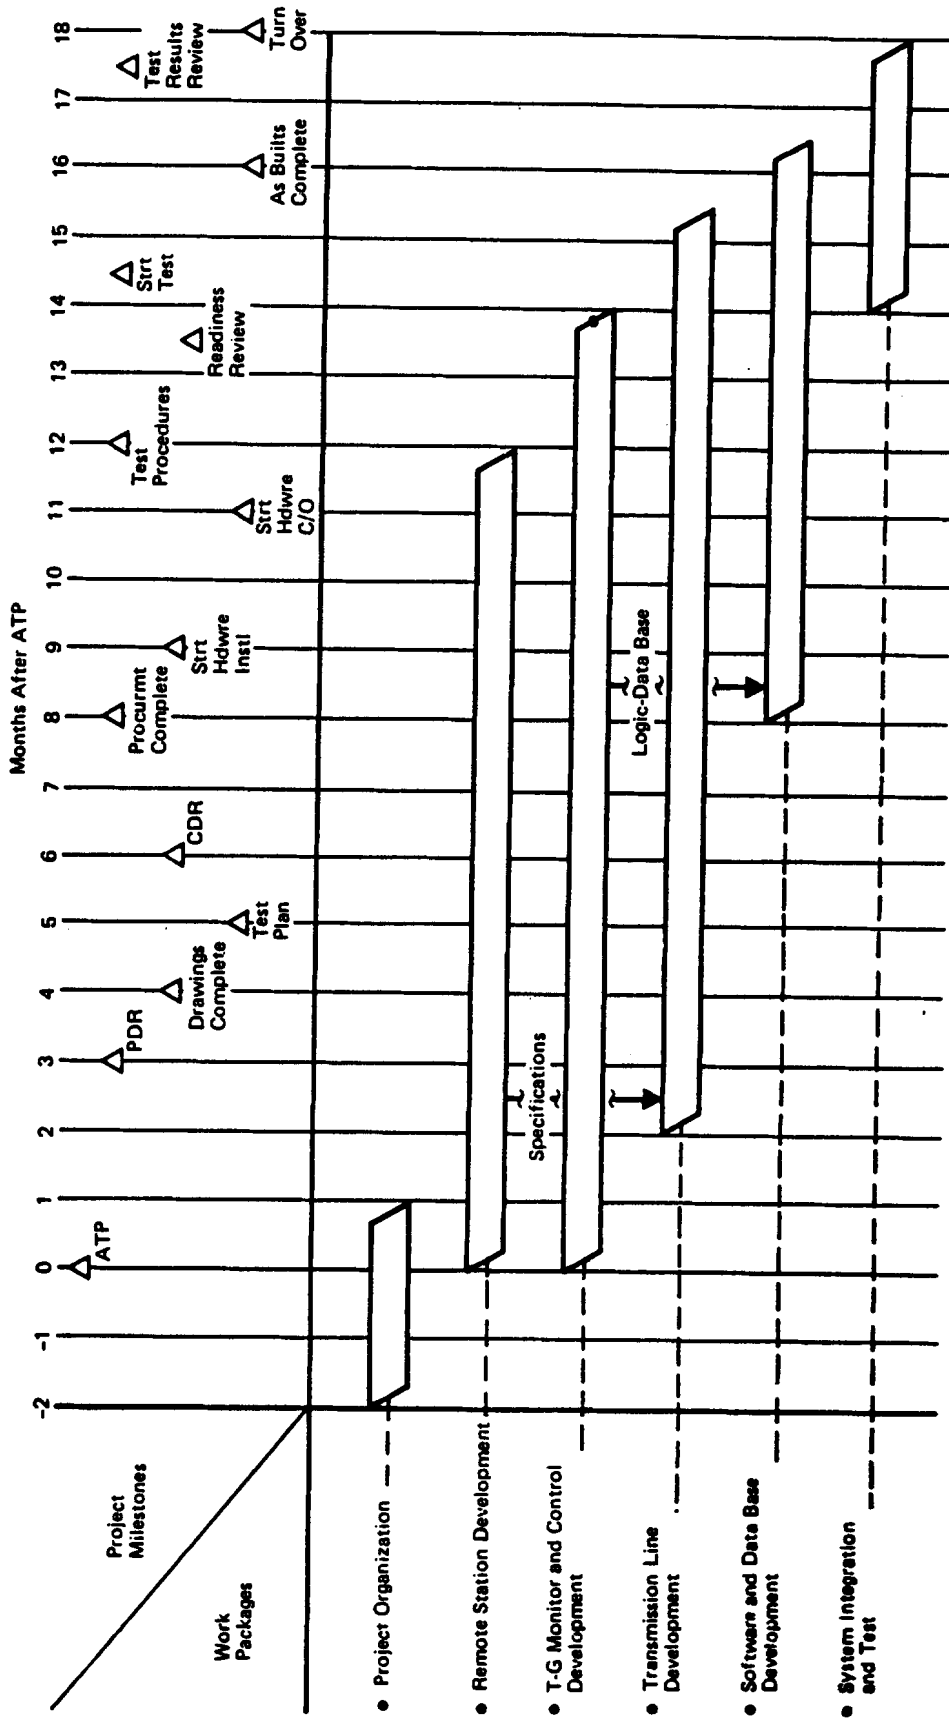 Months After ATP
-2 -1 0 1 2 3 4 5 6 7 8 9 10 11 12 13 14 15 16 17 18
ATP
PDR
Procurmt
Complete
Test
Procedures
Strt
Test
Test
Results
Review
Project
Milestones
Drawings
Complete
CDR
Strt
Hdwre
Instl
Readiness
Review
Test
Plan
Strt
Hdwre
C/O
As Builts
Complete
Turn
Over
Work
Packages
• Project Organization
• Remote Station Development
Specifications
• T-G Monitor and Control
Development
Logic-Data Base
• Transmission Line
Development
• Software and Data Base
Development
• System Integration
and Test